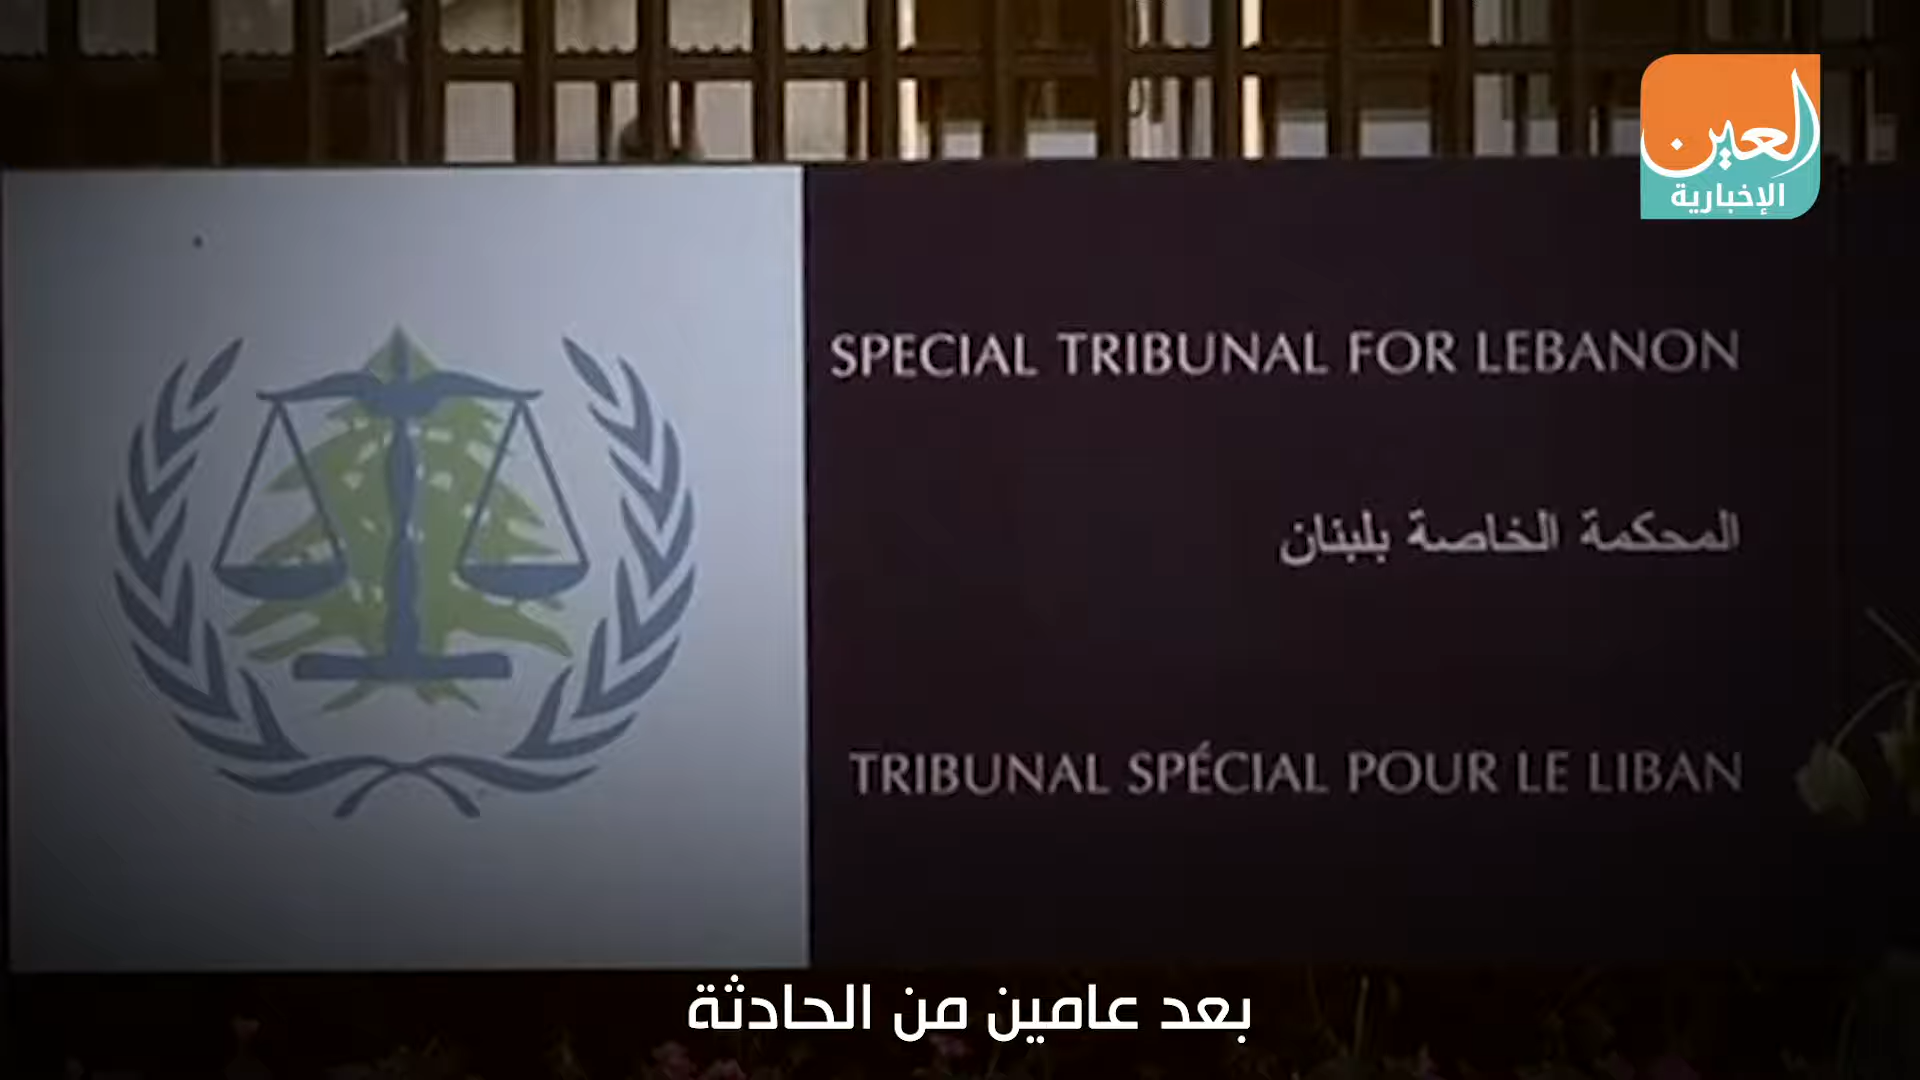 العين
الإخبارية
SPECIAL TRIBUNAL FOR LEBANON
المحكمة الخاصة بلبنان
TRIBUNAL SPÉCIAL POUR LE LIBAN
بعد عامين من الحادثة